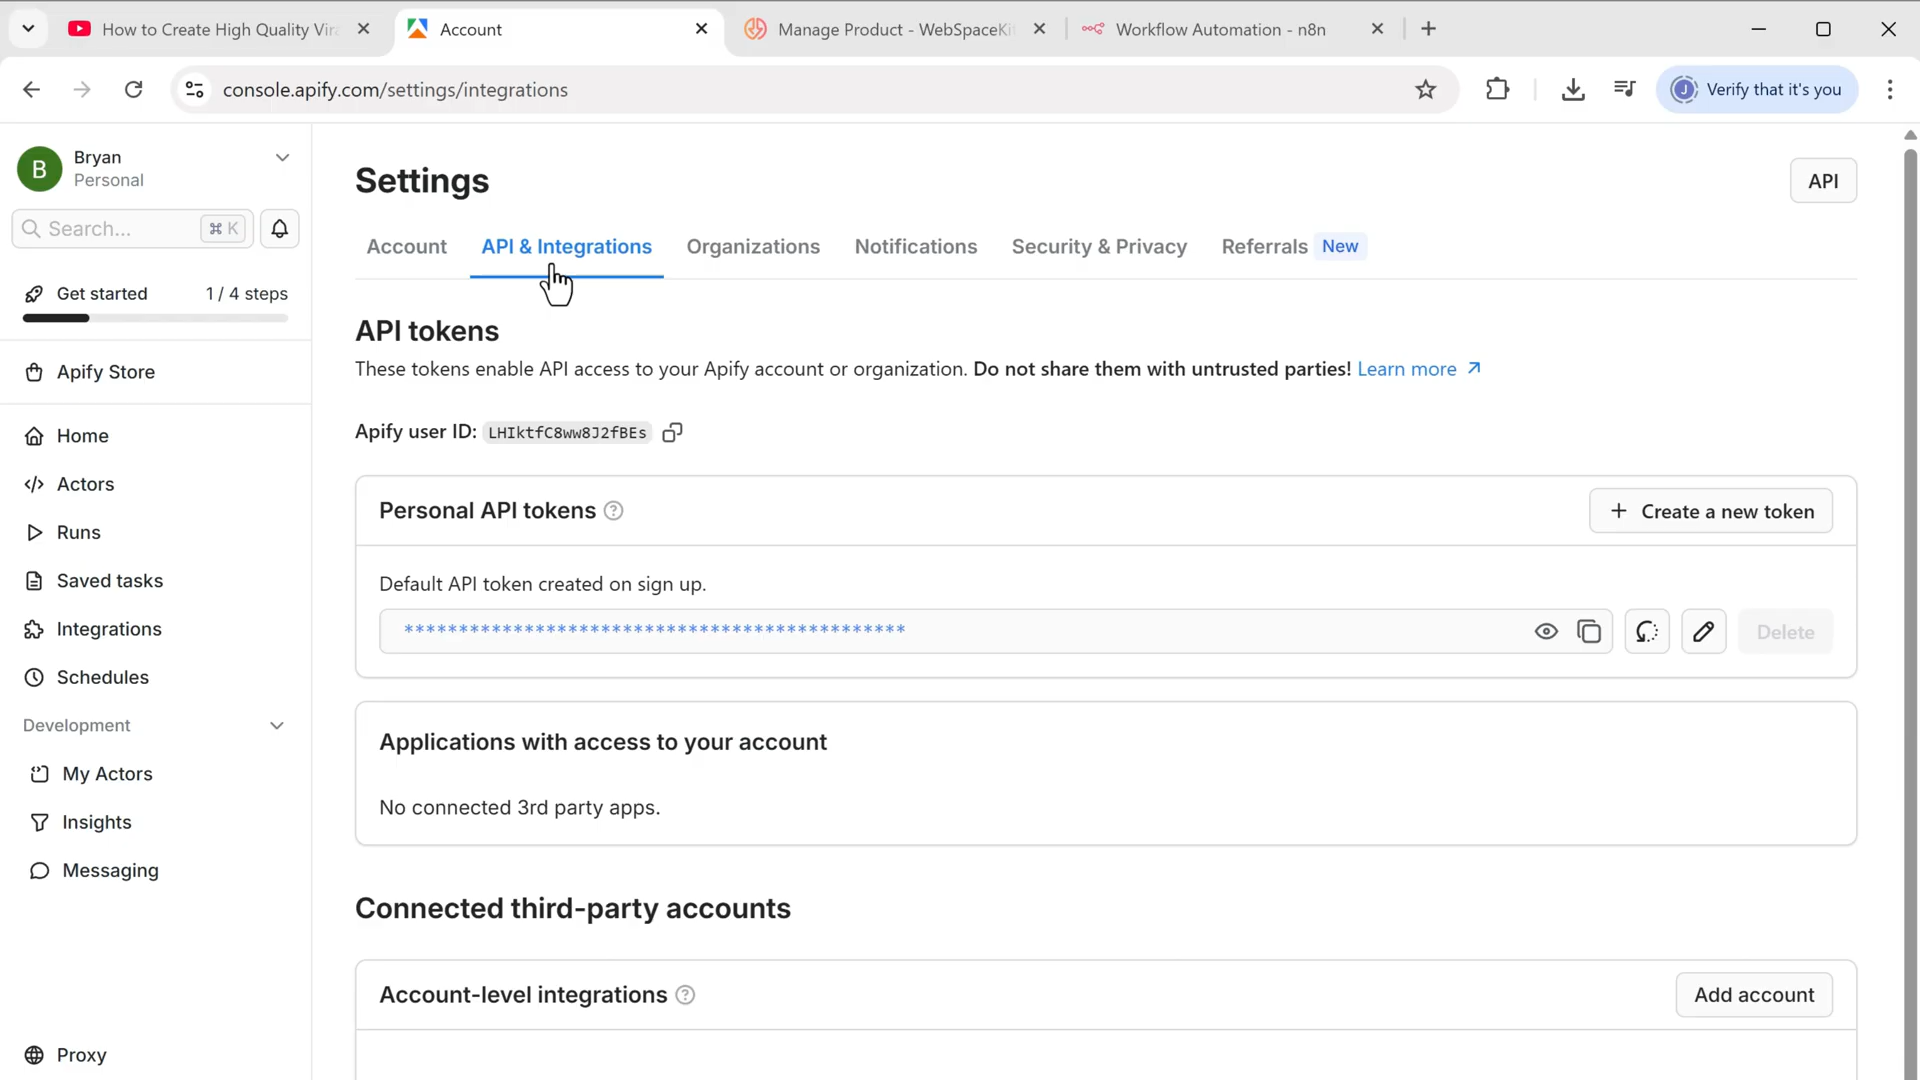 How to Create High Quality Vira
Account
Manage Product - WebSpaceKit
Workflow Automation - n8n
console.apify.com/settings/integrations
J
Verify that it's you
B
Bryan
Personal
Search...
⌘ K
Get started
1 / 4 steps
Apify Store
Home
Actors
Runs
Saved tasks
Integrations
Schedules
Development
My Actors
Insights
Messaging
Proxy
Settings
API
Account
API & Integrations
Organizations
Notifications
Security & Privacy
Referrals
New
API tokens
These tokens enable API access to your Apify account or organization. Do not share them with untrusted parties! Learn more
Apify user ID: LHIktfC8ww8J2fBEs
Personal API tokens
Create a new token
Default API token created on sign up.
**********************************************
Delete
Applications with access to your account
No connected 3rd party apps.
Connected third-party accounts
Account-level integrations
Add account